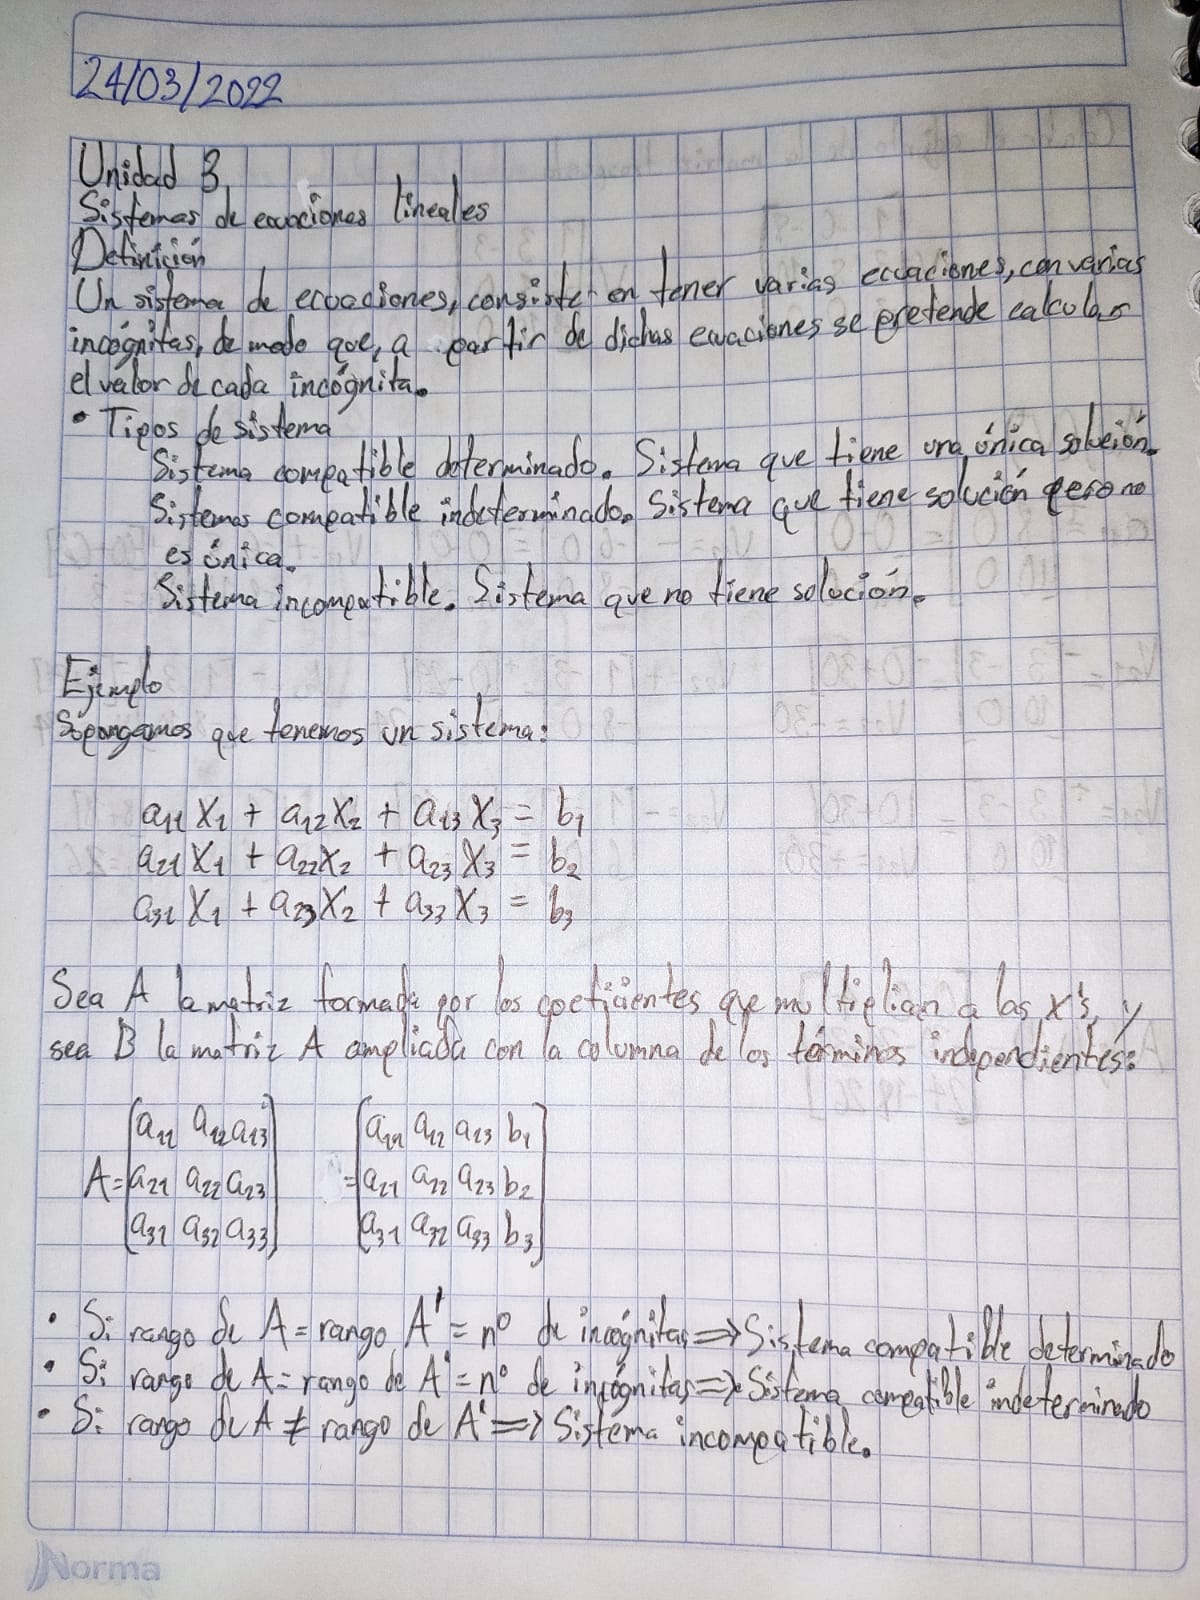 24/03/2022
Unidad 3
Sistemas de ecuaciones lineales
Definición
Un sistema de ecuaciones, consiste en tener varias ecuaciones, con varias
incógnitas, de modo que, a partir de dichas ecuaciones se pretende calcular
el valor de cada incógnita.
• Tipos de sistema
Sistema compatible determinado. Sistema que tiene una única solución.
Sistemas compatible indeterminado. Sistema que tiene solución pero no
es única.
Sistema incompatible. Sistema que no tiene solución.
Ejemplo
Supongamos que tenemos un sistema:
a₁₁ X₁ + a₁₂ X₂ + a₁₃ X₃ = b₁
a₂₁ X₁ + a₂₂ X₂ + a₂₃ X₃ = b₂
a₃₁ X₁ + a₂₃ X₂ + a₃₃ X₃ = b₃
Sea A la matriz formada por los coeficientes que multiplian a las x's, y
sea B la matriz A ampliada con la columna de los términos independientes:
a₁₁ a₁₂ a₁₃ a₁₁ a₁₂ a₁₃ b₁
A= a₂₁ a₂₂ a₂₃ = a₂₁ a₂₂ a₂₃ b₂
a₃₁ a₃₂ a₃₃ a₃₁ a₃₂ a₃₃ b₃
• Si rango de A = rango A' = nº de incógnitas => Sistema compatible determinado
• Si rango de A = rango de A' = nº de incógnitas => Sistema compatible indeterminado
• Si rango de A ≠ rango de A' => Sistema incompatible.
Norma